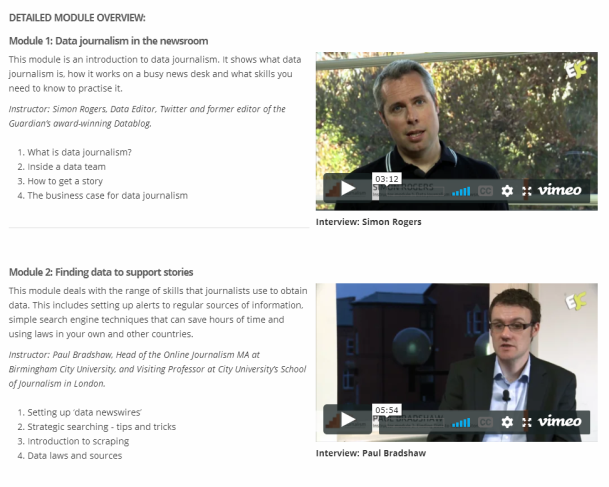 DETAILED MODULE OVERVIEW:
Module 1: Data journalism in the newsroom
This module is an introduction to data journalism. It shows what data
journalism is, how it works on a busy news desk and what skills you
need to know to practise it.
Instructor: Simon Rogers, Data Editor, Twitter and former editor of the
Guardian's award-winning Datablog.
1. What is data journalism?
2. Inside a data team
3. How to get a story
4. The business case for data journalism
03:12
SIMON ROGERS
CC
vimeo
Interview: Simon Rogers
Module 2: Finding data to support stories
This module deals with the range of skills that journalists use to obtain
data. This includes setting up alerts to regular sources of information,
simple search engine techniques that can save hours of time and
using laws in your own and other countries.
Instructor: Paul Bradshaw, Head of the Online Journalism MA at
Birmingham City University, and Visiting Professor at City University's School
of Journalism in London.
1. Setting up 'data newswires'
2. Strategic searching - tips and tricks
3. Introduction to scraping
4. Data laws and sources
05:54
PAUL BRADSHAW
CC
vimeo
Interview: Paul Bradshaw